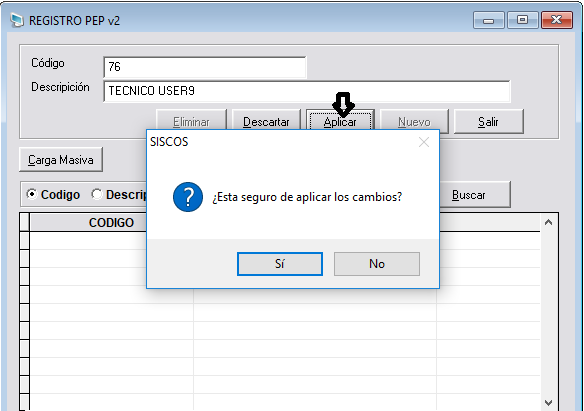 REGISTRO PEP v2
Código
76
Descripición
TECNICO USER9
Eliminar Descartar Aplicar Nuevo Salir
SISCOS
Carga Masiva
¿Esta seguro de aplicar los cambios?
Codigo Descrip Buscar
CODIGO
Sí No